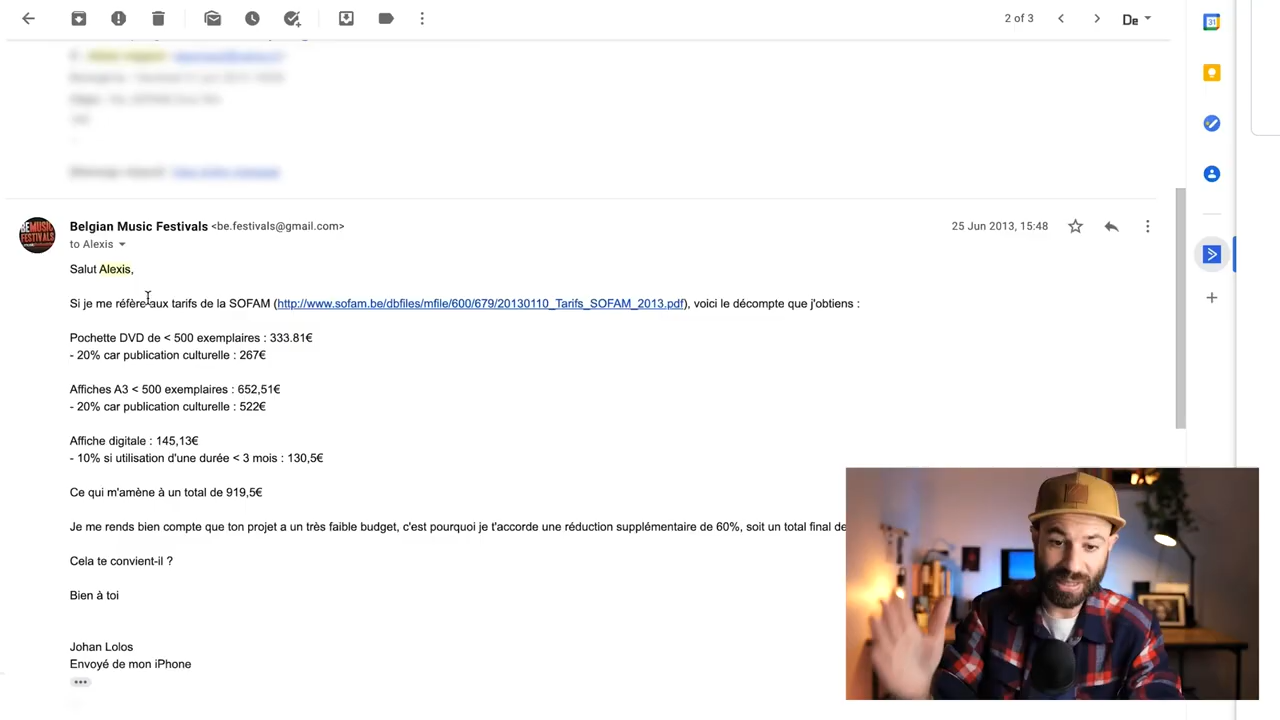 2 of 3
De
31
BEMUSIC
FESTIVALS
Belgian Music Festivals <be.festivals@gmail.com>
25 Jun 2013, 15:48
to Alexis
Salut Alexis,
Si je me réfère aux tarifs de la SOFAM (http://www.sofam.be/dbfiles/mfile/600/679/20130110_Tarifs_SOFAM_2013.pdf), voici le décompte que j'obtiens :
Pochette DVD de < 500 exemplaires : 333.81€
- 20% car publication culturelle : 267€
Affiches A3 < 500 exemplaires : 652,51€
- 20% car publication culturelle : 522€
Affiche digitale : 145,13€
- 10% si utilisation d'une durée < 3 mois : 130,5€
Ce qui m'amène à un total de 919,5€
Je me rends bien compte que ton projet a un très faible budget, c'est pourquoi je t'accorde une réduction supplémentaire de 60%, soit un total final de
Cela te convient-il ?
Bien à toi
Johan Lolos
Envoyé de mon iPhone